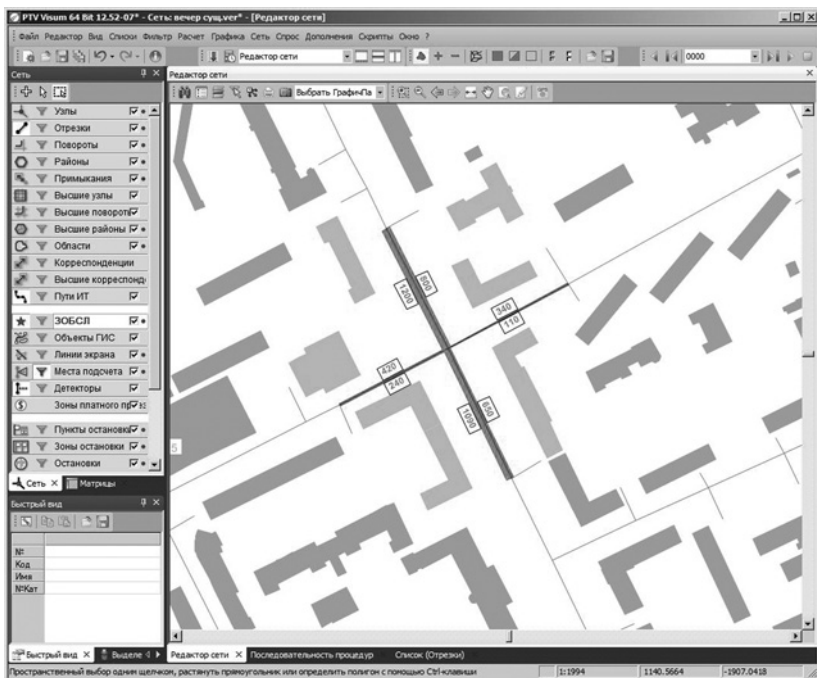 PTV Visum 64 Bit 12.52-07* - Сеть: вечер сущ.ver* - [Редактор сети]
Файл Редактор Вид Списки Фильтр Расчет Графика Сеть Спрос Дополнения Скрипты Окно ?
Редактор сети
0000
Сеть
Редактор сети
Выбрать ГрафичПа
Узлы
Отрезки
Повороты
Районы
Примыкания
Высшие узлы
Высшие поворот
Высшие районы
Области
Корреспонденции
Высшие корреспонд
Пути ИТ
ЗОБСЛ
Объекты ГИС
Линии экрана
Места подсчета
Детекторы
Зоны платного пр
Пункты остановк
Зоны остановки
Остановки
Сеть
Матрицы
800
1200
340
110
420
240
650
1090
5
Быстрый вид
№
Код
Имя
№Кат
Быстрый вид
Выделе
Редактор сети
Последовательность процедур
Список (Отрезки)
Пространственный выбор одним щелчком, растянуть прямоугольник или определить полигон с помощью Ctrl-клавиши
1:1994
1140.5664
-1907.0418